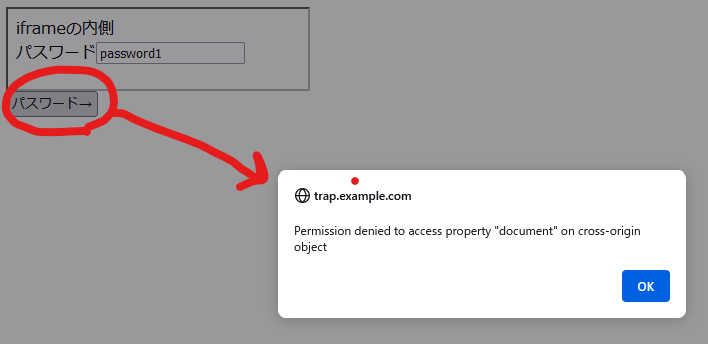 iframeの内側
パスワード password1
パスワード→
trap.example.com
Permission denied to access property "document" on cross-origin
object
OK